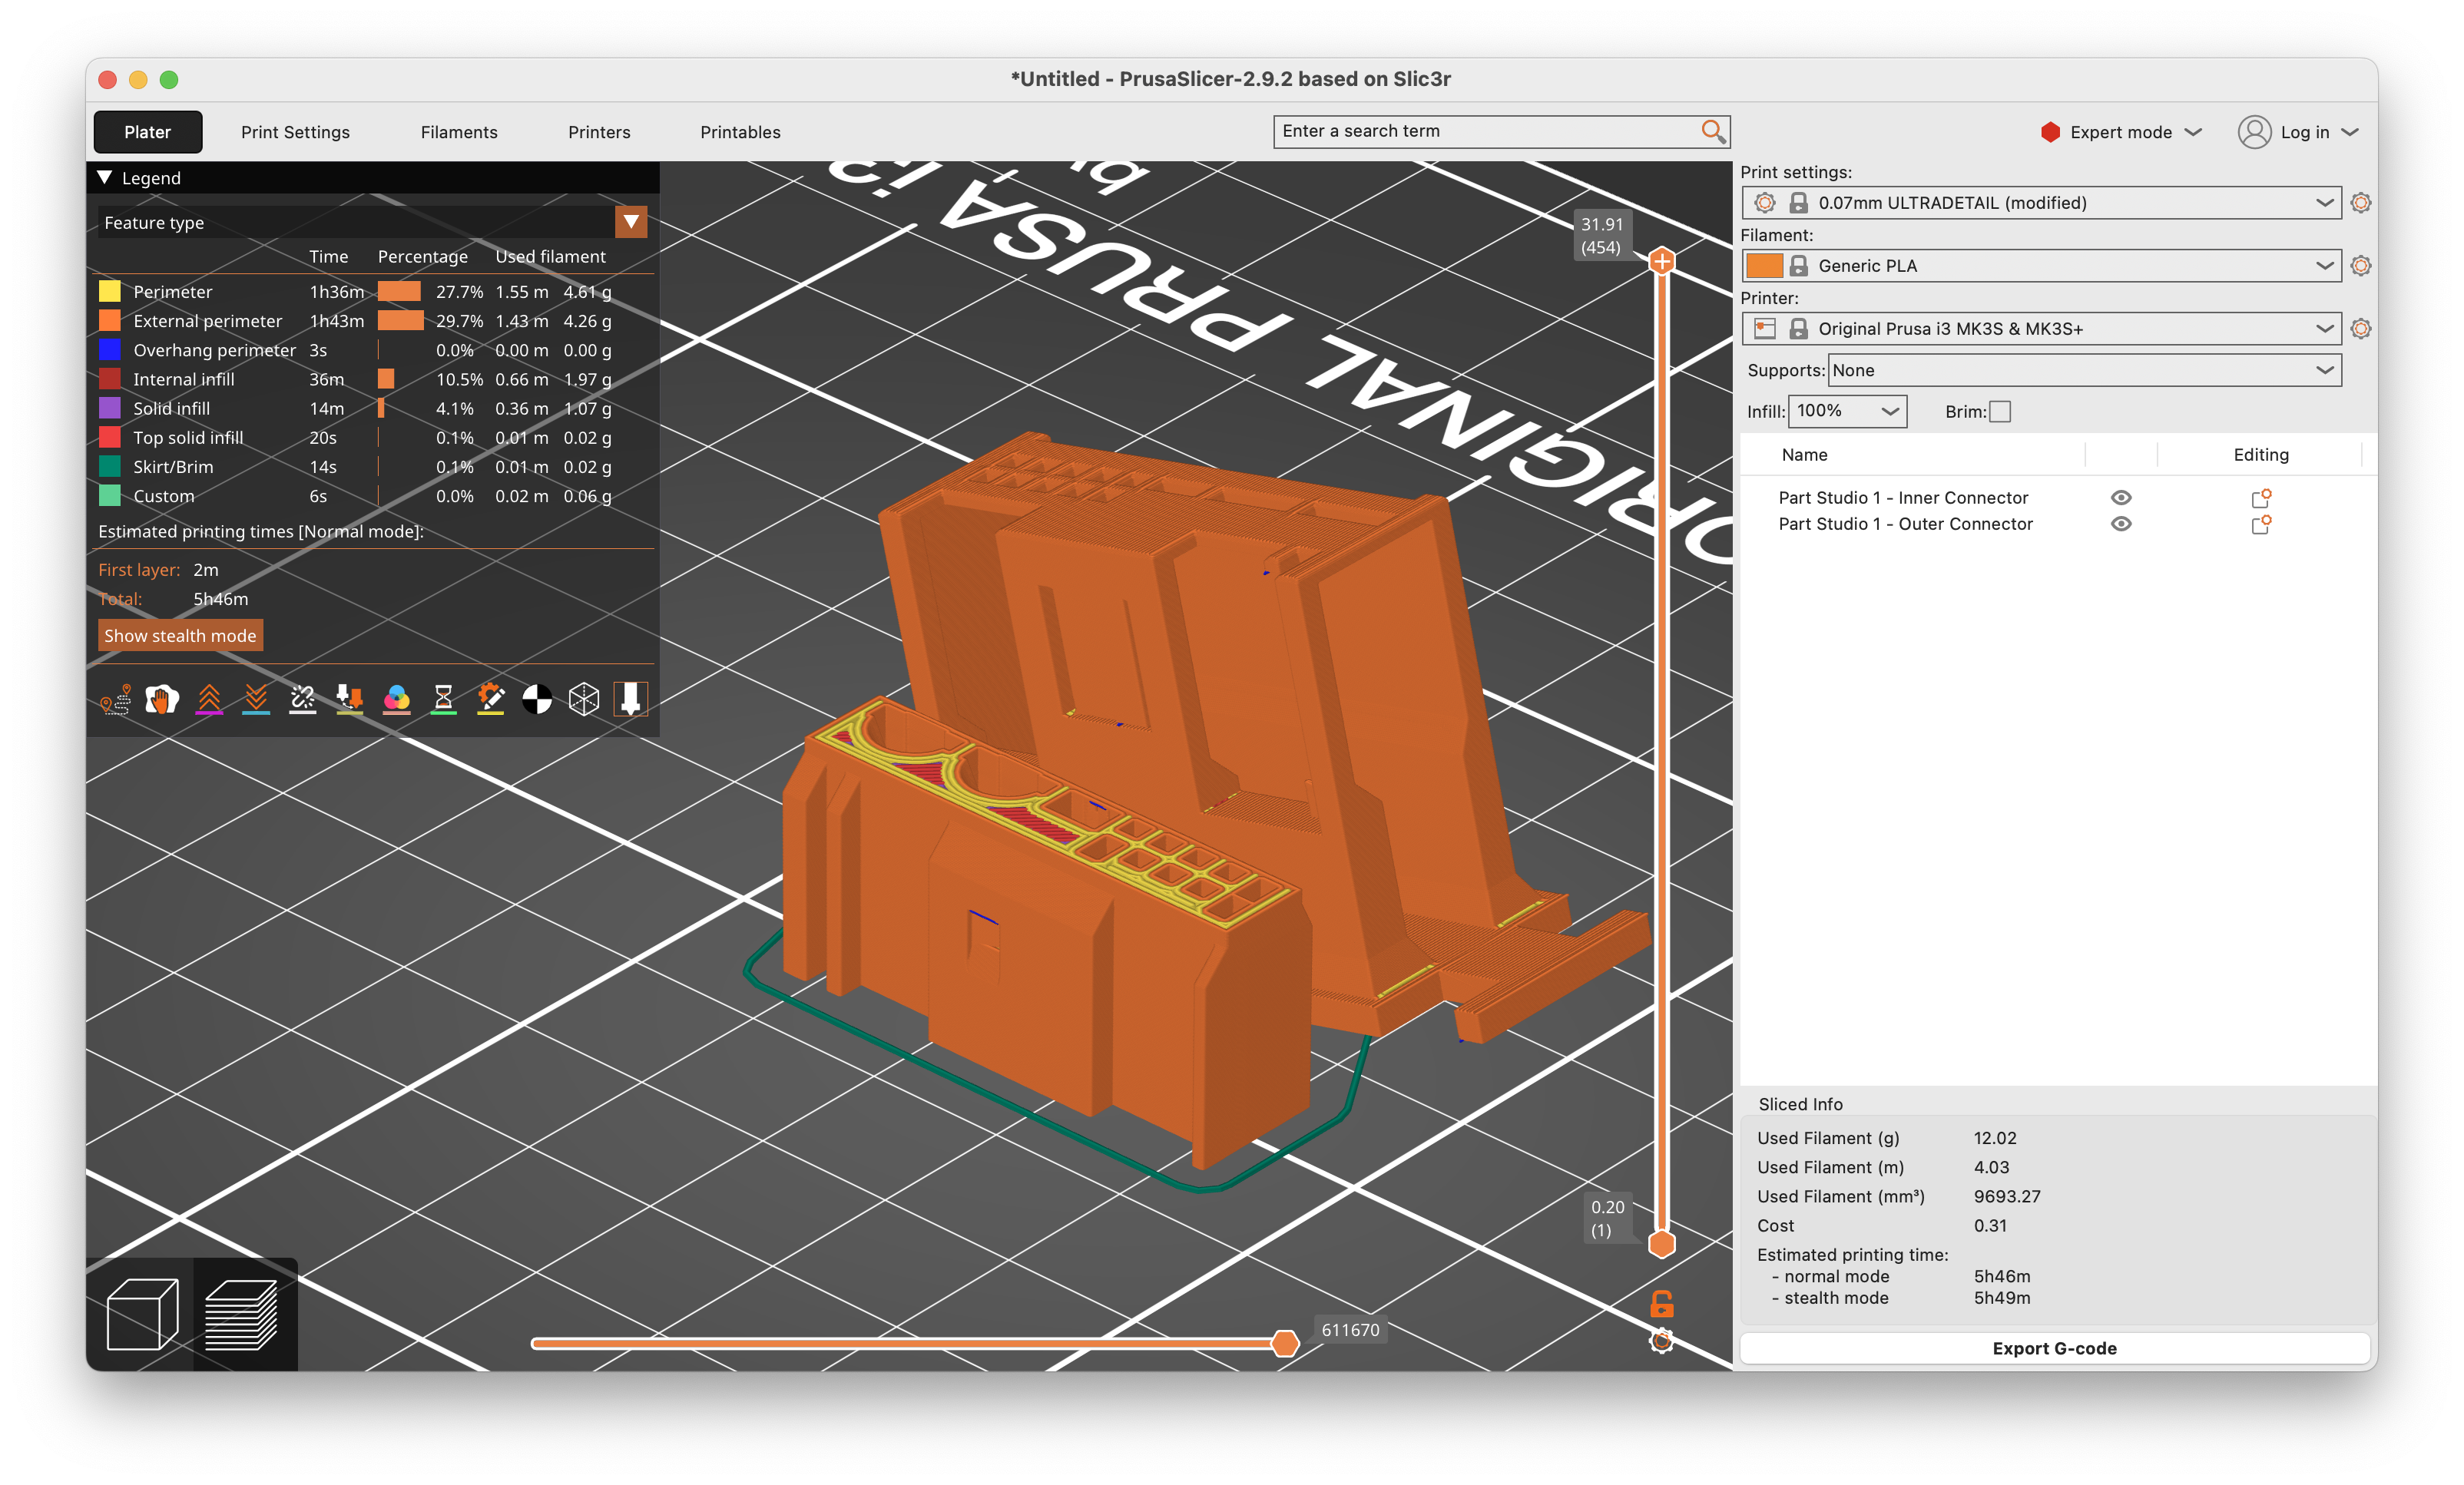 *Untitled - PrusaSlicer-2.9.2 based on Slic3r
Plater Print Settings Filaments Printers Printables Enter a search term Expert mode Log in
Legend
Feature type
Time Percentage Used filament
Perimeter 1h36m 27.7% 1.55 m 4.61 g
External perimeter 1h43m 29.7% 1.43 m 4.26 g
Overhang perimeter 3s 0.0% 0.00 m 0.00 g
Internal infill 36m 10.5% 0.66 m 1.97 g
Solid infill 14m 4.1% 0.36 m 1.07 g
Top solid infill 20s 0.1% 0.01 m 0.02 g
Skirt/Brim 14s 0.1% 0.01 m 0.02 g
Custom 6s 0.0% 0.02 m 0.06 g
Estimated printing times [Normal mode]:
First layer: 2m
Total: 5h46m
Show stealth mode
ORIGINAL PRUSA i3
by
31.91
(454)
0.20
(1)
611670
Print settings:
0.07mm ULTRADETAIL (modified)
Filament:
Generic PLA
Printer:
Original Prusa i3 MK3S & MK3S+
Supports: None
Infill: 100% Brim:
Name Editing
Part Studio 1 - Inner Connector
Part Studio 1 - Outer Connector
Sliced Info
Used Filament (g) 12.02
Used Filament (m) 4.03
Used Filament (mm³) 9693.27
Cost 0.31
Estimated printing time:
- normal mode 5h46m
- stealth mode 5h49m
Export G-code